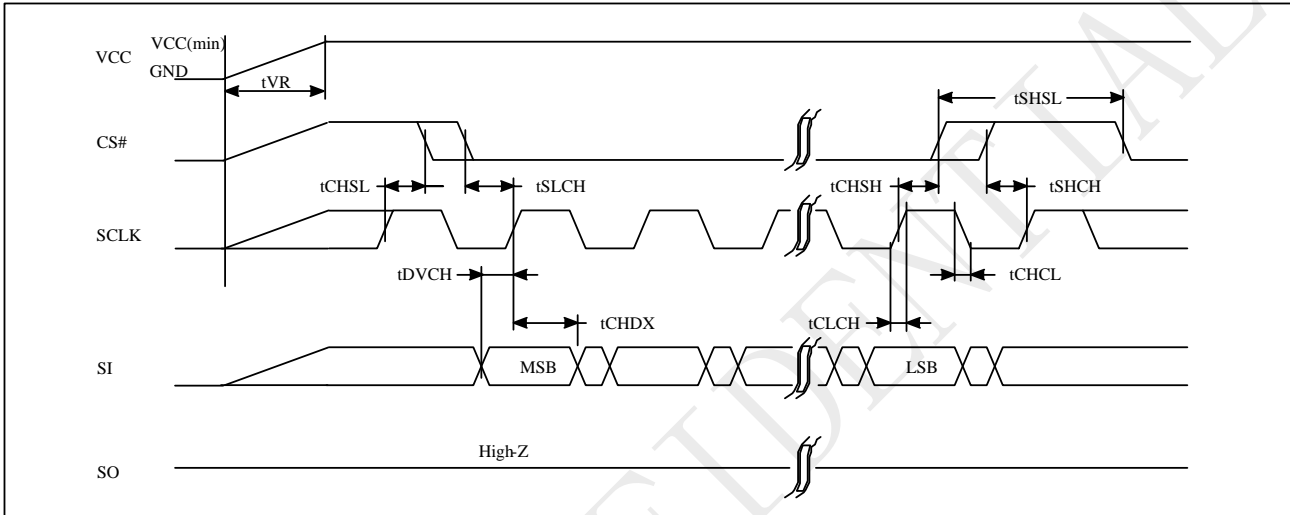 VCC
VCC(min)
GND
tVR
tSHSL
CS#
tCHSL
tSLCH
tCHSH
tSHCH
SCLK
tDVCH
tCHCL
tCHDX
tCLCH
SI
MSB
LSB
SO
High-Z